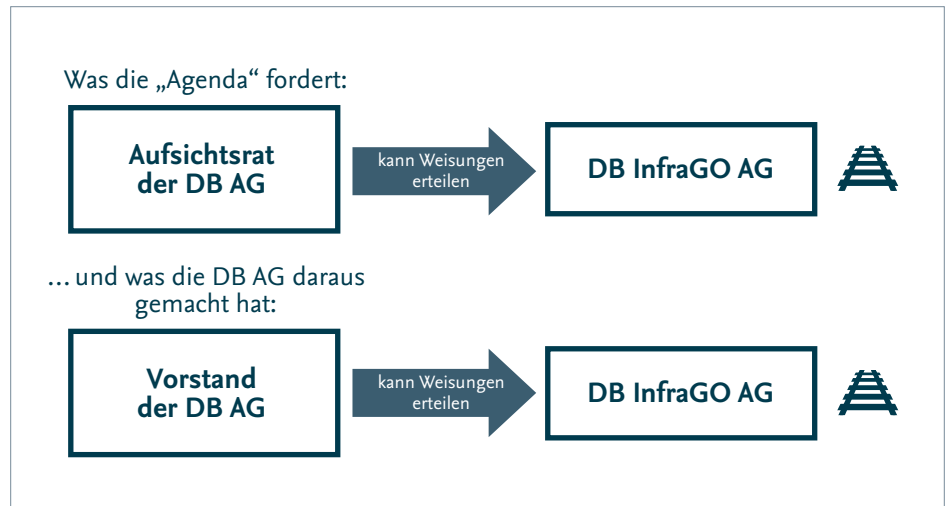 Was die „Agenda“ fordert:
Aufsichtsrat
der DB AG
kann Weisungen
erteilen
DB InfraGO AG
... und was die DB AG daraus
gemacht hat:
Vorstand
der DB AG
kann Weisungen
erteilen
DB InfraGO AG